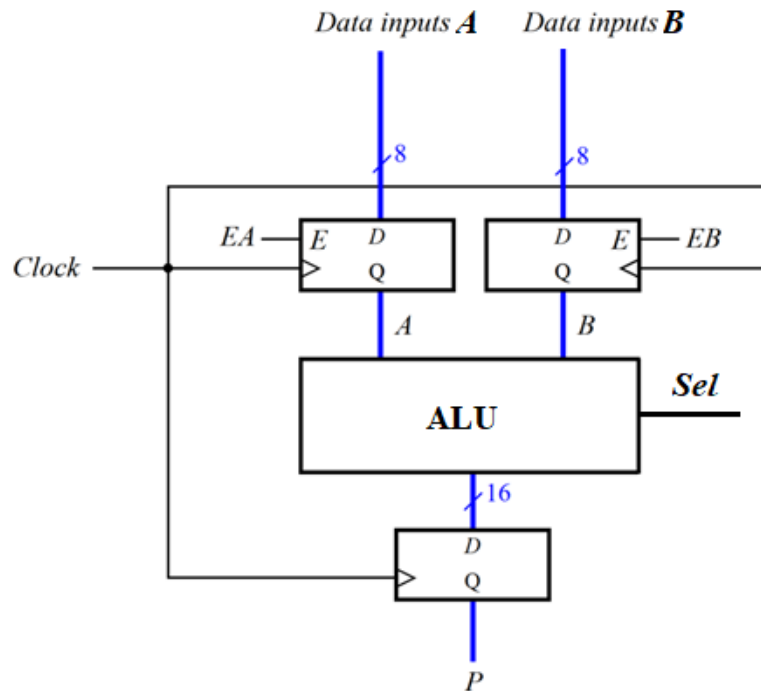 Data inputs A Data inputs B
8 8
EA E D D E EB
Clock Q Q
A B
Sel
ALU
16
D
Q
P